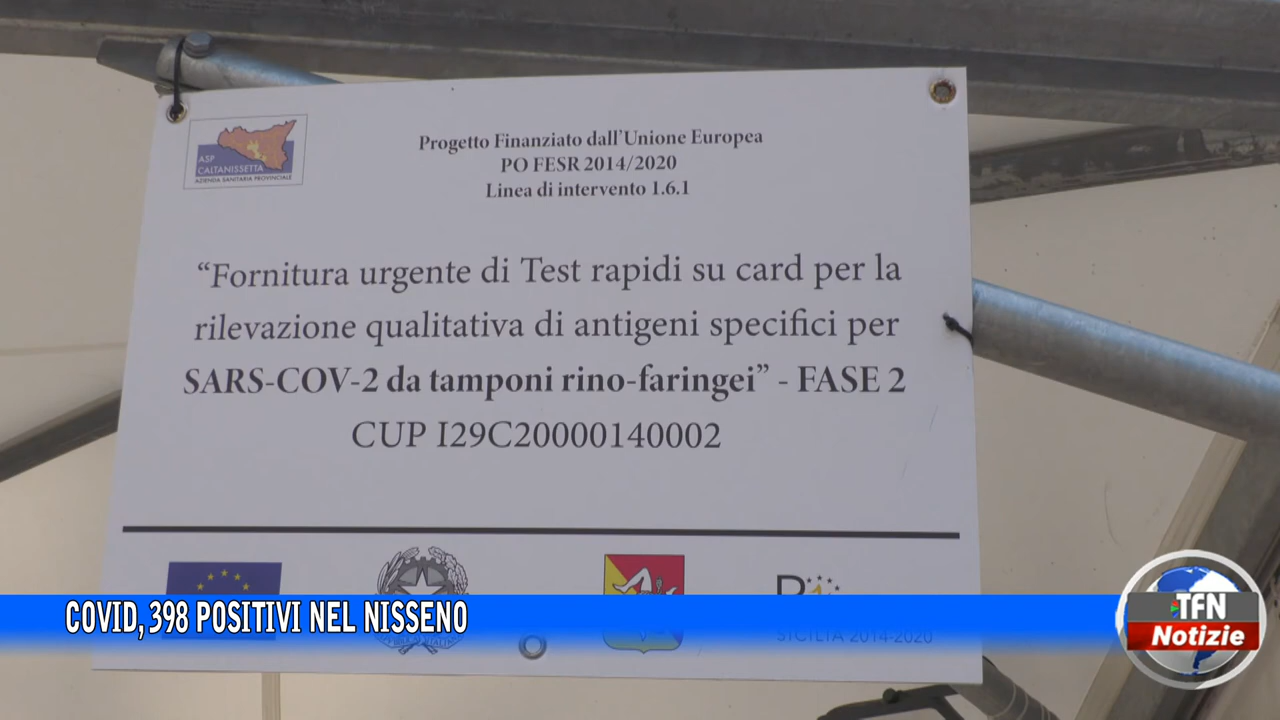 ASP
CALTANISSETTA
AZIENDA SANITARIA PROVINCIALE
Progetto Finanziato dall'Unione Europea
PO FESR 2014/2020
Linea di intervento 1.6.1
“Fornitura urgente di Test rapidi su card per la
rilevazione qualitativa di antigeni specifici per
SARS-COV-2 da tamponi rino-faringei” - FASE 2
CUP I29C20000140002
SICILIA 2014-2020
COVID, 398 POSITIVI NEL NISSENO
TFN
Notizie